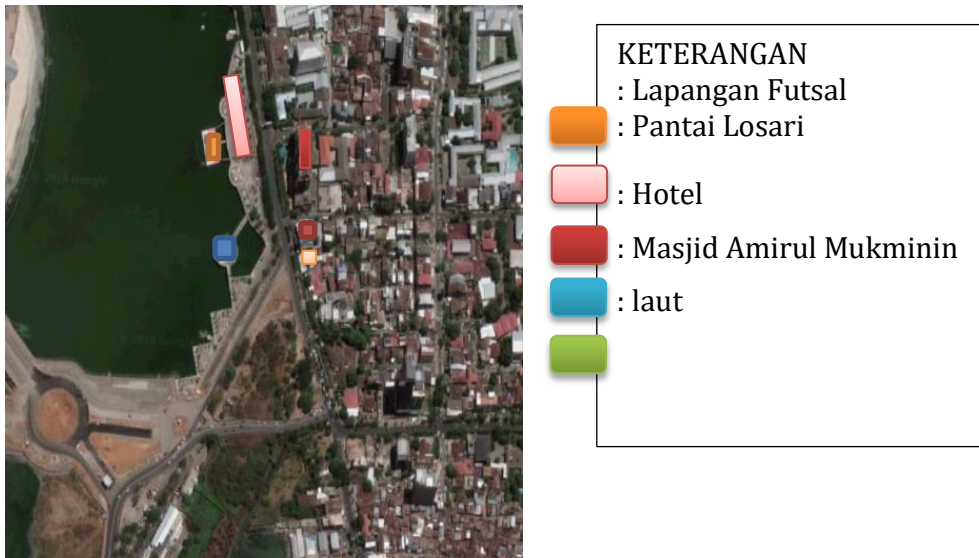 KETERANGAN
: Lapangan Futsal
: Pantai Losari
: Hotel
: Masjid Amirul Mukminin
: laut